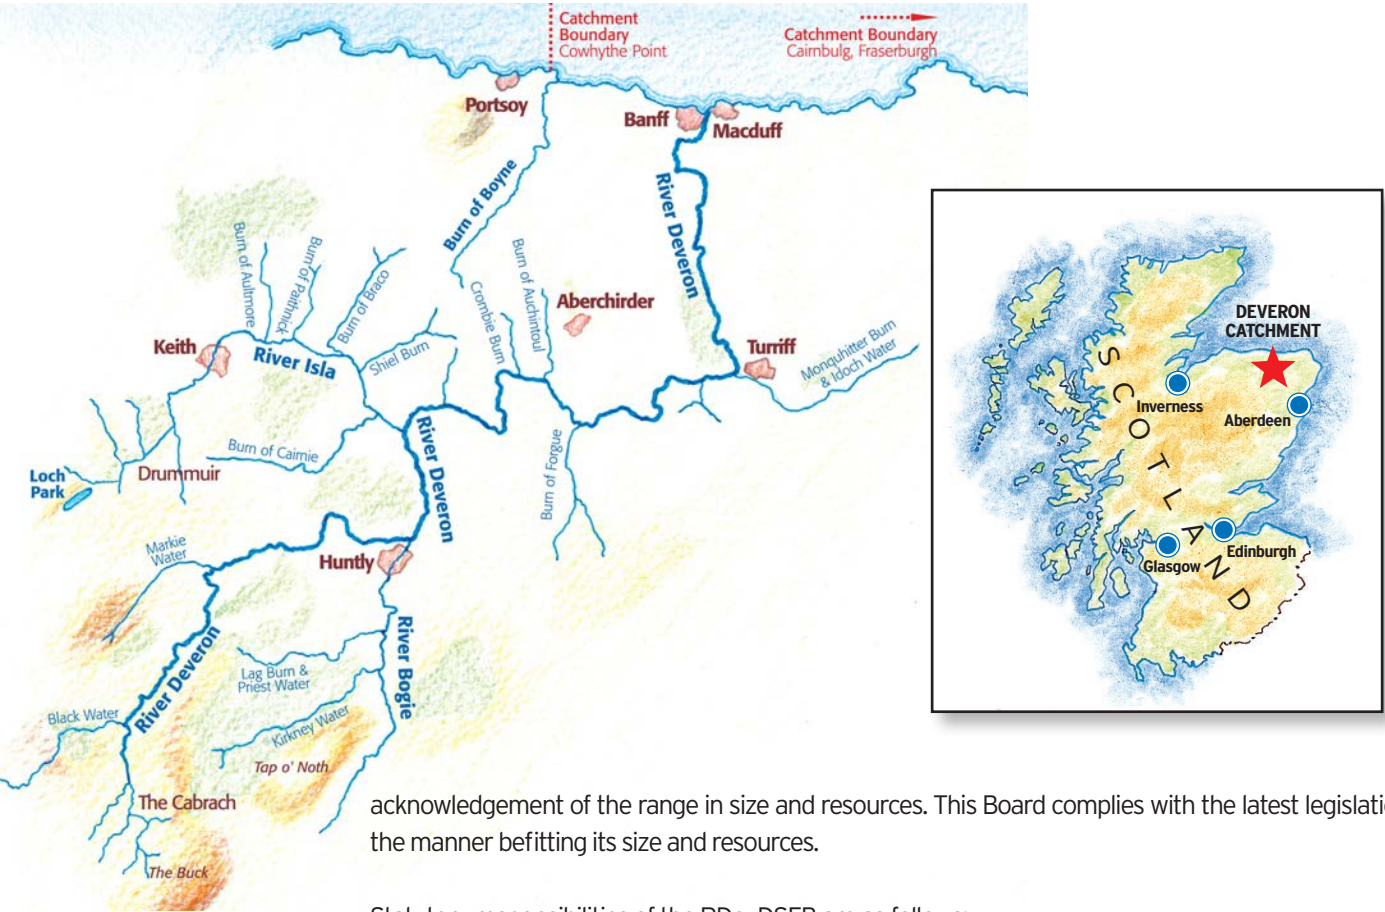 Catchment
Boundary
Cowhythe Point
Catchment Boundary
Cairnbulg, Fraserburgh
Portsoy
Banff
Macduff
Burn of Boyne
River Deveron
Burn of Aultmore
Burn of Paithnick
Burn of Braco
Burn of Auchintoul
Crombie Burn
Aberchirder
Keith
River Isla
Shiel Burn
Turriff
Monquhitter Burn
& Idoch Water
Burn of Cairnie
Loch
Park
Drummuir
River Deveron
Burn of Forgue
Markie
Water
Huntly
River Deveron
River Bogie
Lag Burn &
Priest Water
Black Water
Kirkney Water
Tap o' Noth
The Cabrach
The Buck
DEVERON
CATCHMENT
SCOTLAND
Inverness
Aberdeen
Edinburgh
Glasgow
acknowledgement of the range in size and resources. This Board complies with the latest
the manner befitting its size and resources.